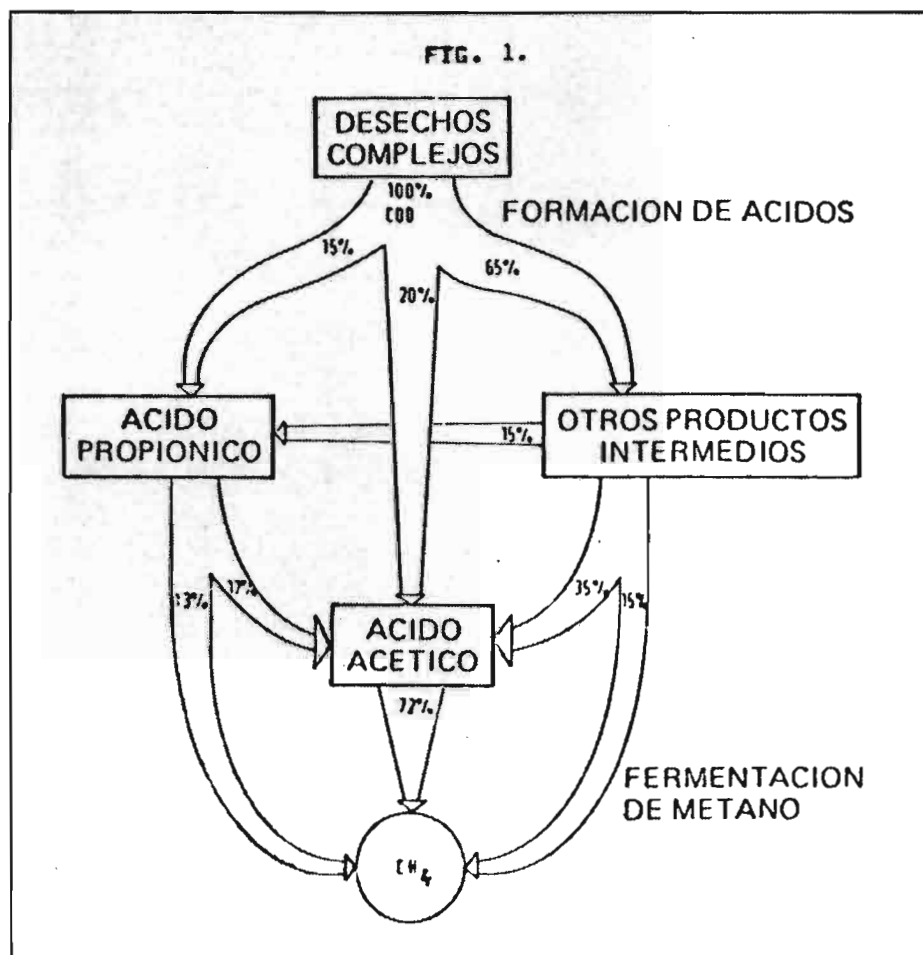 FIG. 1.
DESECHOS
COMPLEJOS
100%
COD
FORMACION DE ACIDOS
15%
20%
65%
ACIDO
PROPIONICO
15%
OTROS PRODUCTOS
INTERMEDIOS
13%
17%
35%
15%
ACIDO
ACETICO
72%
FERMENTACION
DE METANO
CH4